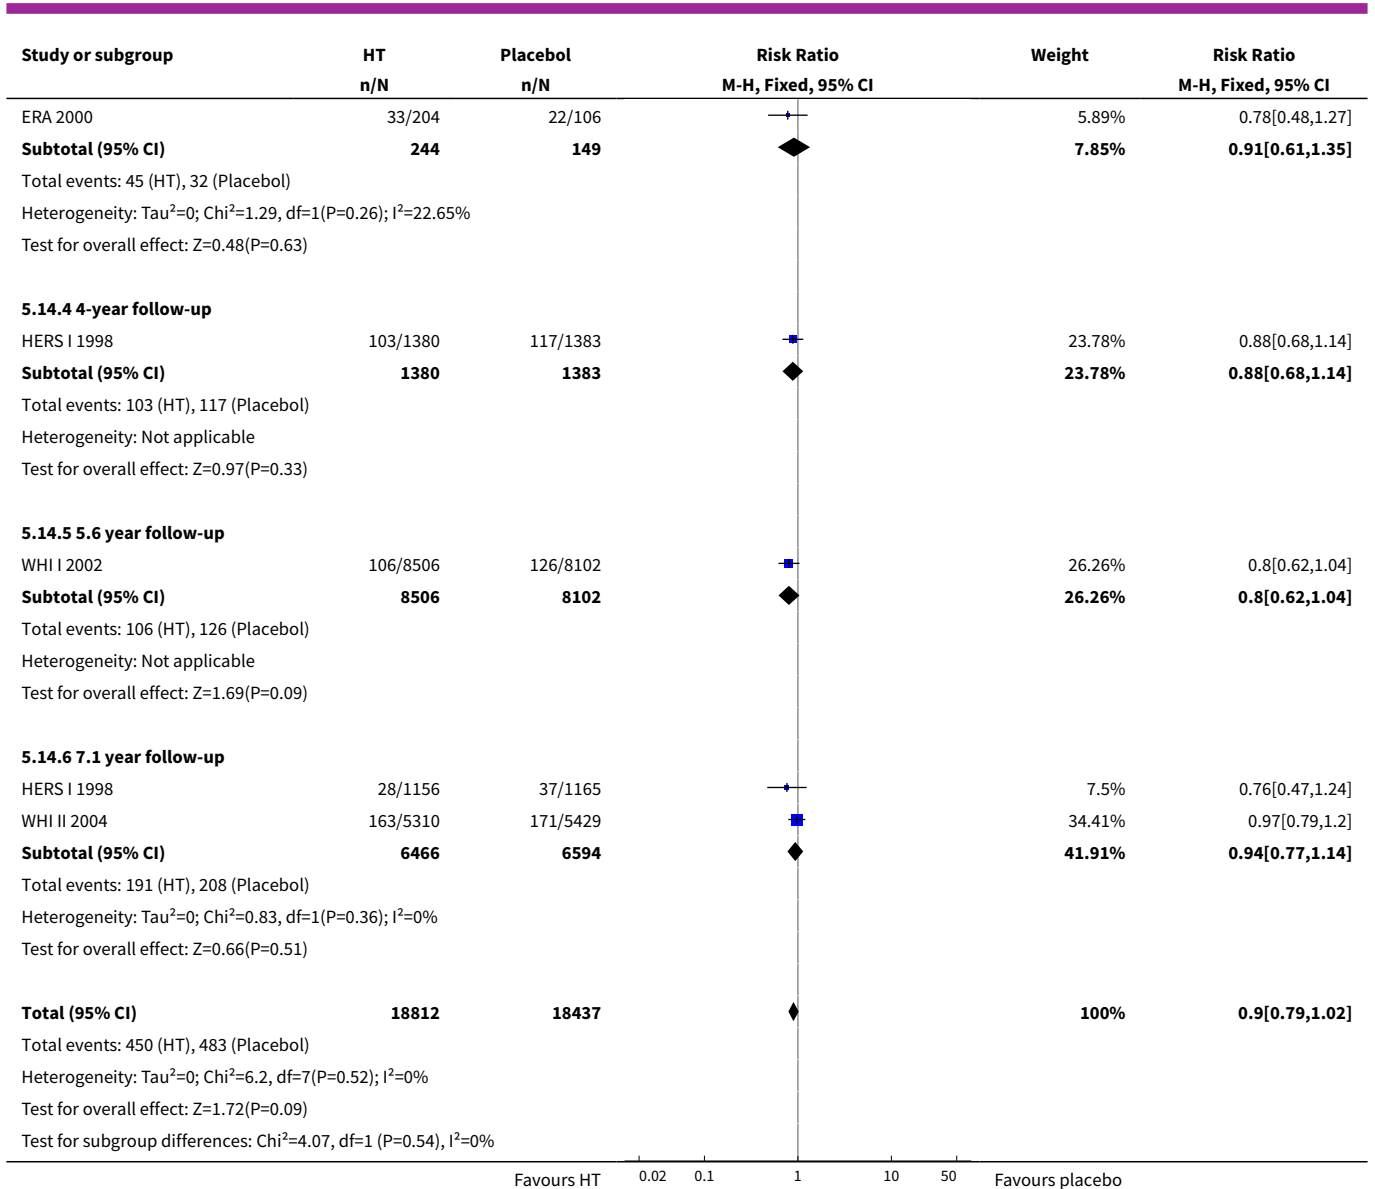 Study or subgroup HT Placebol Risk Ratio Weight Risk Ratio
n/N n/N M-H, Fixed, 95% CI M-H, Fixed, 95% CI
ERA 2000 33/204 22/106 5.89% 0.78[0.48,1.27]
Subtotal (95% CI) 244 149 7.85% 0.91[0.61,1.35]
Total events: 45 (HT), 32 (Placebol)
Heterogeneity: Tau²=0; Chi²=1.29, df=1(P=0.26); I²=22.65%
Test for overall effect: Z=0.48(P=0.63)
5.14.4 4-year follow-up
HERS I 1998 103/1380 117/1383 23.78% 0.88[0.68,1.14]
Subtotal (95% CI) 1380 1383 23.78% 0.88[0.68,1.14]
Total events: 103 (HT), 117 (Placebol)
Heterogeneity: Not applicable
Test for overall effect: Z=0.97(P=0.33)
5.14.5 5.6 year follow-up
WHI I 2002 106/8506 126/8102 26.26% 0.8[0.62,1.04]
Subtotal (95% CI) 8506 8102 26.26% 0.8[0.62,1.04]
Total events: 106 (HT), 126 (Placebol)
Heterogeneity: Not applicable
Test for overall effect: Z=1.69(P=0.09)
5.14.6 7.1 year follow-up
HERS I 1998 28/1156 37/1165 7.5% 0.76[0.47,1.24]
WHI II 2004 163/5310 171/5429 34.41% 0.97[0.79,1.2]
Subtotal (95% CI) 6466 6594 41.91% 0.94[0.77,1.14]
Total events: 191 (HT), 208 (Placebol)
Heterogeneity: Tau²=0; Chi²=0.83, df=1(P=0.36); I²=0%
Test for overall effect: Z=0.66(P=0.51)
Total (95% CI) 18812 18437 100% 0.9[0.79,1.02]
Total events: 450 (HT), 483 (Placebol)
Heterogeneity: Tau²=0; Chi²=6.2, df=7(P=0.52); I²=0%
Test for overall effect: Z=1.72(P=0.09)
Test for subgroup differences: Chi²=4.07, df=1 (P=0.54), I²=0%
Favours HT 0.02 0.1 1 10 50 Favours placebo